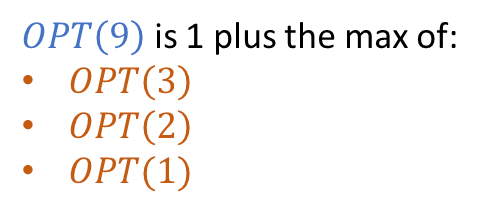 OPT(9) is 1 plus the max of:
• OPT(3)
• OPT(2)
• OPT(1)